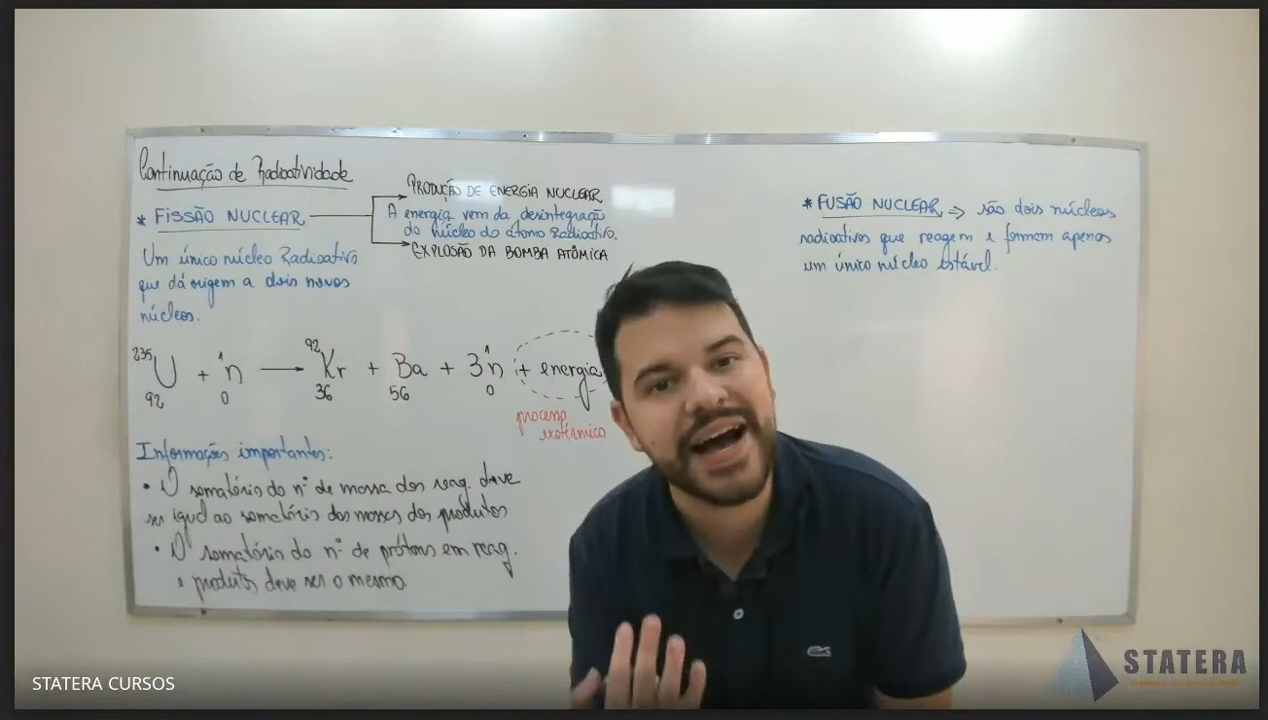 Continuação de Radioatividade
* FISSÃO NUCLEAR
PRODUÇÃO DE ENERGIA NUCLEAR
A energia vem da desintegração
do núcleo do átomo Radioativo.
EXPLOSÃO DA BOMBA ATÔMICA
Um único núcleo Radioativo
que dá origem a dois novos
núcleos.
235 92 U + 1 0 n → 92 36 Kr + 56 Ba + 3 1 0 n + energia
processo
exotérmico
Informações importantes:
• O somatório do nº de massa dos reag. deve
ser igual ao somatório das massas dos produtos
• O somatório do nº de prótons em reag.
e produtos deve ser o mesmo
* FUSÃO NUCLEAR ⇒ são dois núcleos
radioativos que reagem e formam apenas
um único núcleo estável.
STATERA CURSOS
STATERA